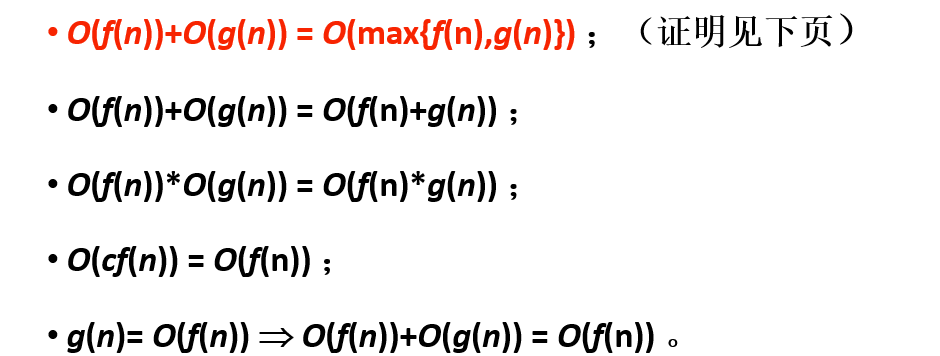 • O(f(n))+O(g(n)) = O(max{f(n),g(n)}) ；（证明见下页）
• O(f(n))+O(g(n)) = O(f(n)+g(n)) ；
• O(f(n))*O(g(n)) = O(f(n)*g(n)) ；
• O(cf(n)) = O(f(n)) ；
• g(n)= O(f(n)) ⇒ O(f(n))+O(g(n)) = O(f(n)) 。